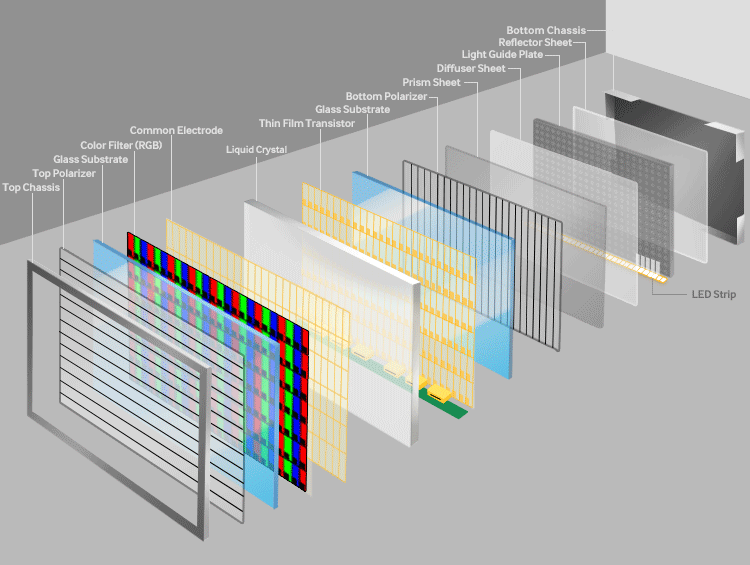 Bottom Chassis
Reflector Sheet
Light Guide Plate
Diffuser Sheet
Prism Sheet
Bottom Polarizer
Glass Substrate
Thin Film Transistor
Common Electrode
Color Filter (RGB)
Liquid Crystal
Glass Substrate
Top Polarizer
Top Chassis
LED Strip